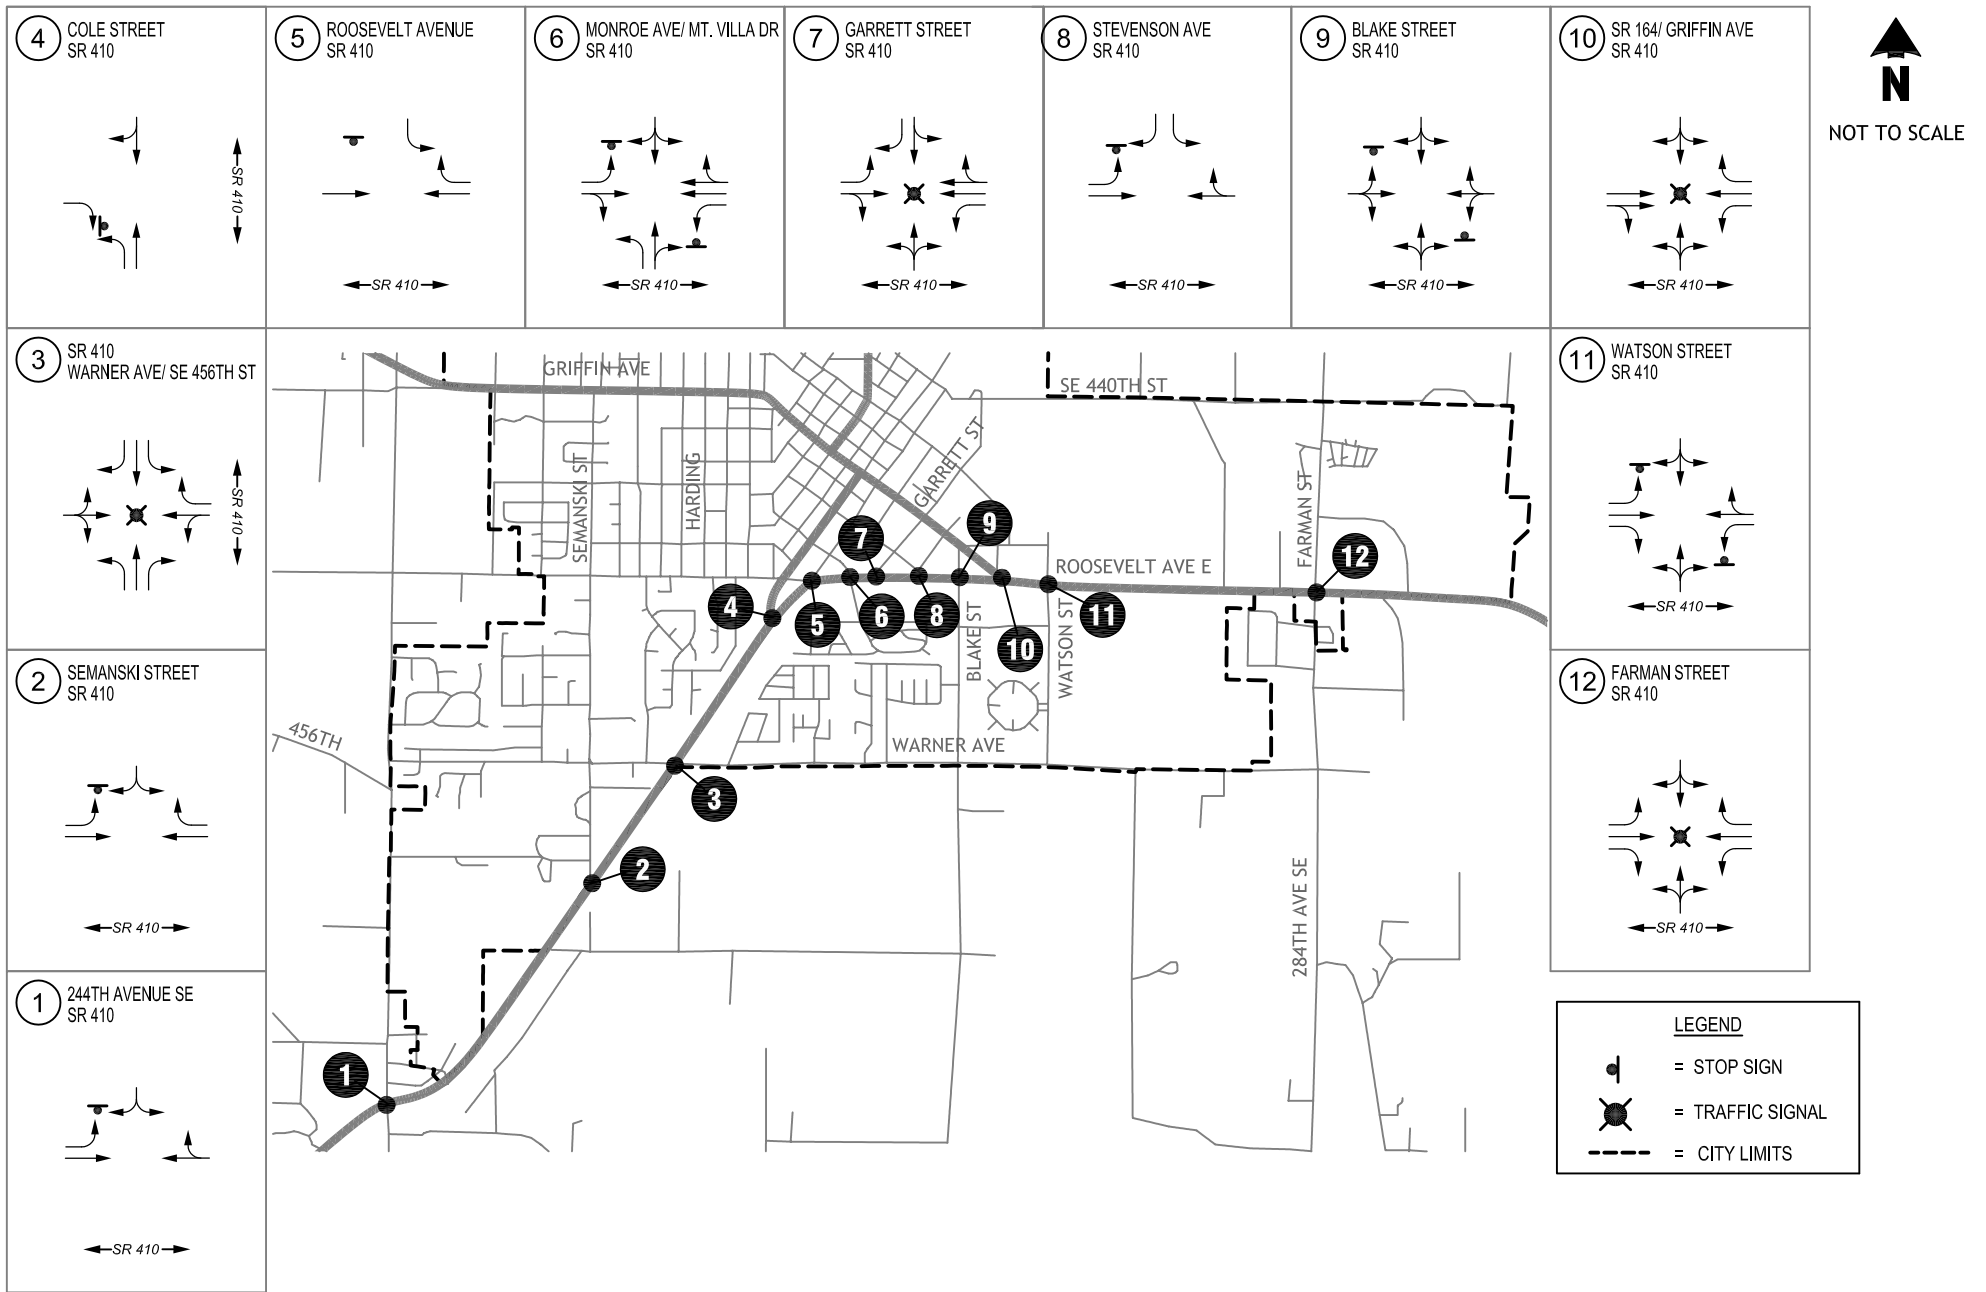 4 COLE STREET
SR 410
SR 410
5 ROOSEVELT AVENUE
SR 410
SR 410
6 MONROE AVE/ MT. VILLA DR
SR 410
SR 410
7 GARRETT STREET
SR 410
SR 410
8 STEVENSON AVE
SR 410
SR 410
9 BLAKE STREET
SR 410
SR 410
10 SR 164/ GRIFFIN AVE
SR 410
SR 410
N
NOT TO SCALE
3 SR 410
WARNER AVE/ SE 456TH ST
SR 410
2 SEMANSKI STREET
SR 410
SR 410
1 244TH AVENUE SE
SR 410
SR 410
GRIFFIN AVE
SE 440TH ST
SEMANSKI ST
HARDING
GARRETT ST
FARMAN ST
ROOSEVELT AVE E
BLAKE ST
WATSON ST
456TH
WARNER AVE
284TH AVE SE
1
2
3
4
5
6
7
8
9
10
11
12
11 WATSON STREET
SR 410
SR 410
12 FARMAN STREET
SR 410
SR 410
LEGEND
= STOP SIGN
= TRAFFIC SIGNAL
= CITY LIMITS